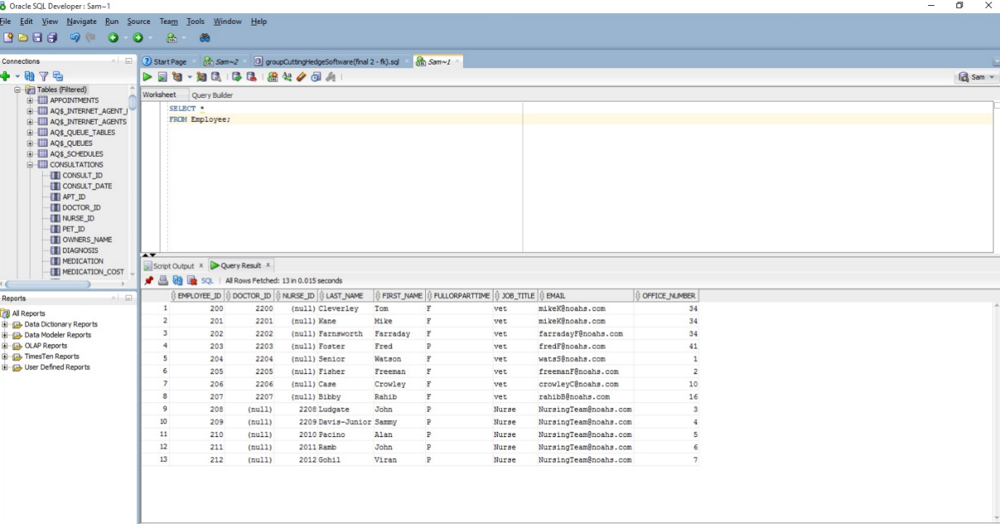 Oracle SQL Developer : Sam~1
File Edit View Navigate Run Source Team Tools Window Help
Connections
Start Page Sam~2 groupCuttingHedgeSoftware(final 2 - fk).sql Sam~1
Sam
Tables (Filtered)
APPOINTMENTS
AQ$_INTERNET_AGENT_
AQ$_INTERNET_AGENTS
AQ$_QUEUE_TABLES
AQ$_QUEUES
AQ$_SCHEDULES
CONSULTATIONS
CONSULT_ID
CONSULT_DATE
APT_ID
DOCTOR_ID
NURSE_ID
PET_ID
OWNERS_NAME
DIAGNOSIS
MEDICATION
MEDICATION_COST
Worksheet Query Builder
SELECT *
FROM Employee;
Reports
All Reports
Data Dictionary Reports
Data Modeler Reports
OLAP Reports
TimesTen Reports
User Defined Reports
Script Output x Query Result x
SQL | All Rows Fetched: 13 in 0.015 seconds
EMPLOYEE_ID DOCTOR_ID NURSE_ID LAST_NAME FIRST_NAME FULLORPARTTIME JOB_TITLE EMAIL OFFICE_NUMBER
1 200 2200 (null) Cleverley Tom F vet mikeK@noahs.com 34
2 201 2201 (null) Kane Mike F vet mikeK@noahs.com 34
3 202 2202 (null) Farnsworth Farraday F vet farradayF@noahs.com 34
4 203 2203 (null) Foster Fred P vet fredF@noahs.com 41
5 204 2204 (null) Senior Watson F vet watsS@noahs.com 1
6 205 2205 (null) Fisher Freeman F vet freemanF@noahs.com 2
7 206 2206 (null) Case Crowley F vet crowleyC@noahs.com 10
8 207 2207 (null) Bibby Rahib F vet rahibB@noahs.com 16
9 208 (null) 2208 Ludgate John P Nurse NursingTeam@noahs.com 3
10 209 (null) 2209 Davis-Junior Sammy P Nurse NursingTeam@noahs.com 4
11 210 (null) 2010 Pacino Alan P Nurse NursingTeam@noahs.com 5
12 211 (null) 2011 Ramb John P Nurse NursingTeam@noahs.com 6
13 212 (null) 2012 Gohil Viran P Nurse NursingTeam@noahs.com 7